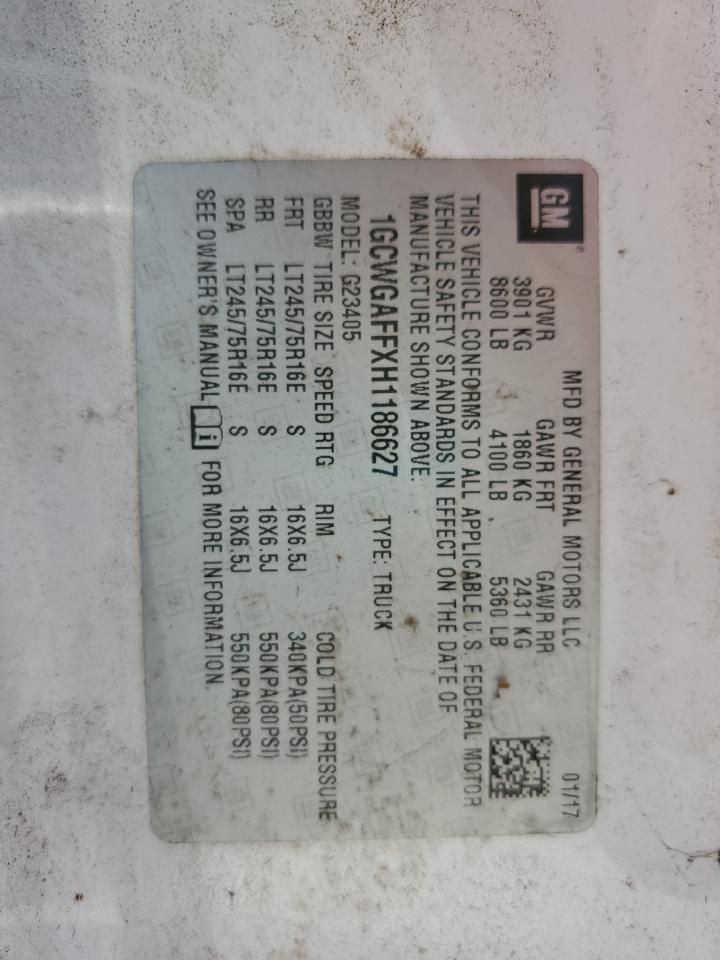 MFD BY GENERAL MOTORS LLC 01/17
GM
GVWR GAWR FRT GAWR RR
3901 KG 1860 KG 2431 KG
8600 LB 4100 LB 5360 LB
THIS VEHICLE CONFORMS TO ALL APPLICABLE U.S. FEDERAL MOTOR
VEHICLE SAFETY STANDARDS IN EFFECT ON THE DATE OF
MANUFACTURE SHOWN ABOVE.
1GCWGAFFXH1186627 TYPE: TRUCK
MODEL: G23405
GBBW TIRE SIZE SPEED RTG RIM COLD TIRE PRESSURE
FRT LT245/75R16E S 16X6.5J 340KPA(50PSI)
RR LT245/75R16E S 16X6.5J 550KPA(80PSI)
SPA LT245/75R16E S 16X6.5J 550KPA(80PSI)
SEE OWNER'S MANUAL i FOR MORE INFORMATION.